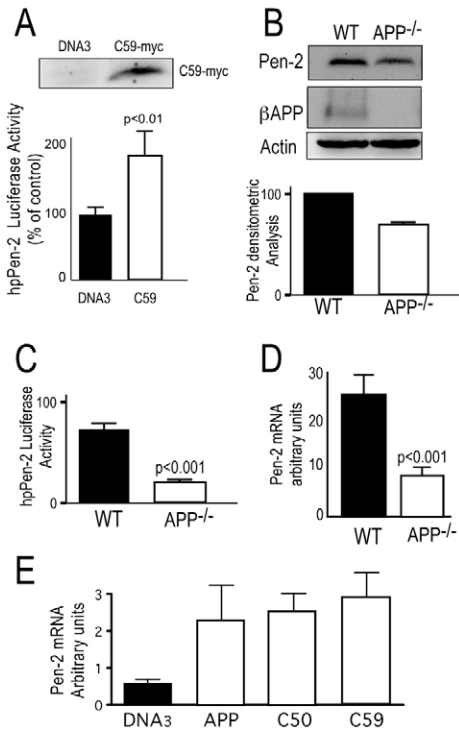 A
DNA3 C59-myc
C59-myc
hpPen-2 Luciferase Activity
(% of control)
200
100
0
p<0.01
DNA3 C59
B
WT APP-/-
Pen-2
βAPP
Actin
Pen-2 densitometric
Analysis
100
50
0
WT APP-/-
C
hpPen-2 Luciferase
Activity
100
0
p<0.001
WT APP-/-
D
Pen-2 mRNA
arbitrary units
30
20
10
0
p<0.001
WT APP-/-
E
Pen-2 mRNA
Arbitrary units
3
2
1
0
DNA3 APP C50 C59